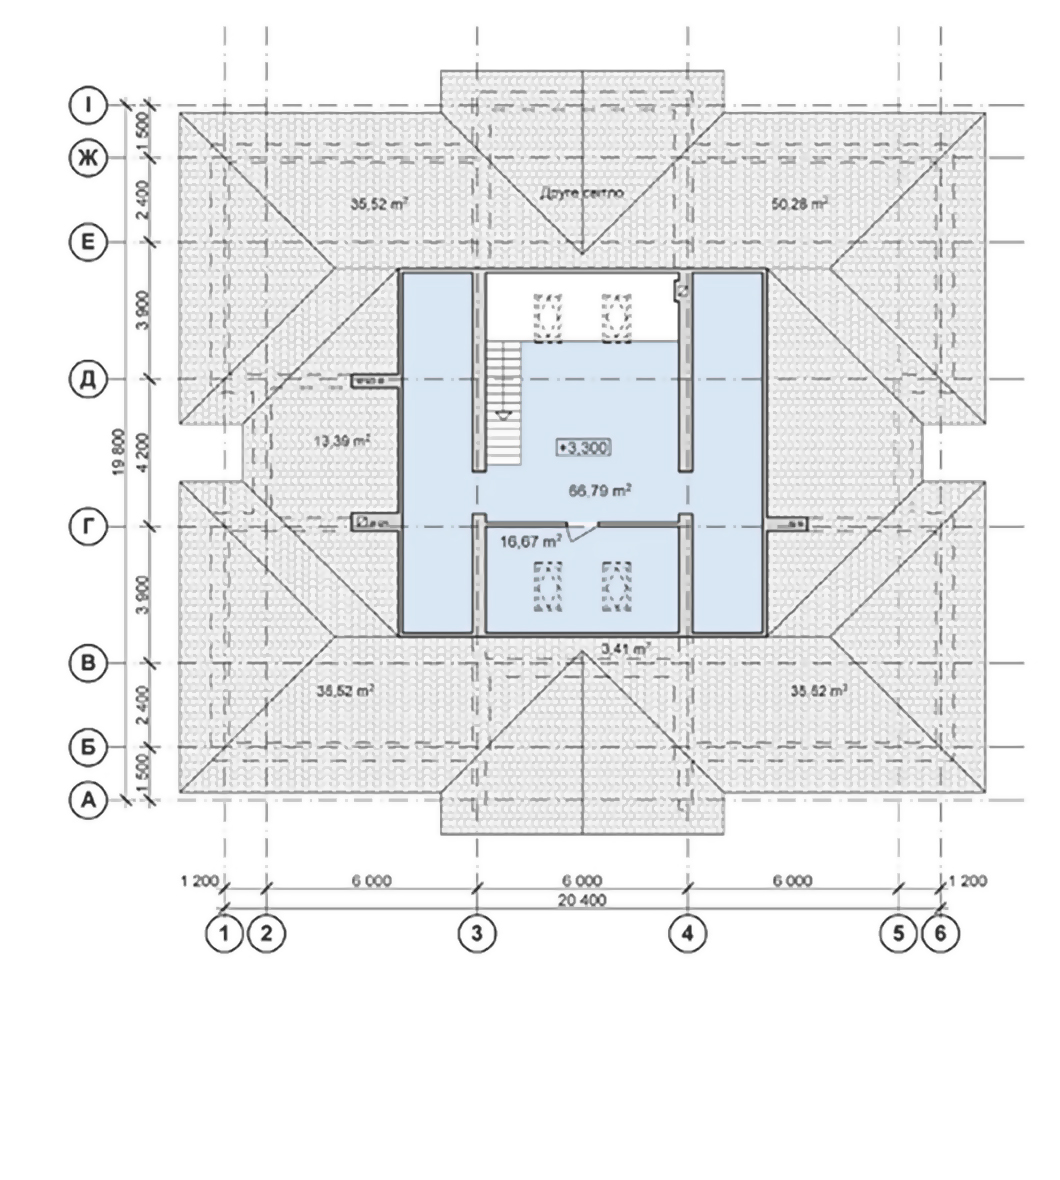 І
1 500
Ж
2 400
35,52 m²
Друге світло
50,28 m²
Е
3 900
Д
19 800
4 200
13,39 m²
+3,300
66,79 m²
Г
16,67 m²
3 900
3,41 m²
В
2 400
35,52 m²
35,52 m²
Б
1 500
А
1 200
6 000
6 000
6 000
1 200
20 400
1
2
3
4
5
6